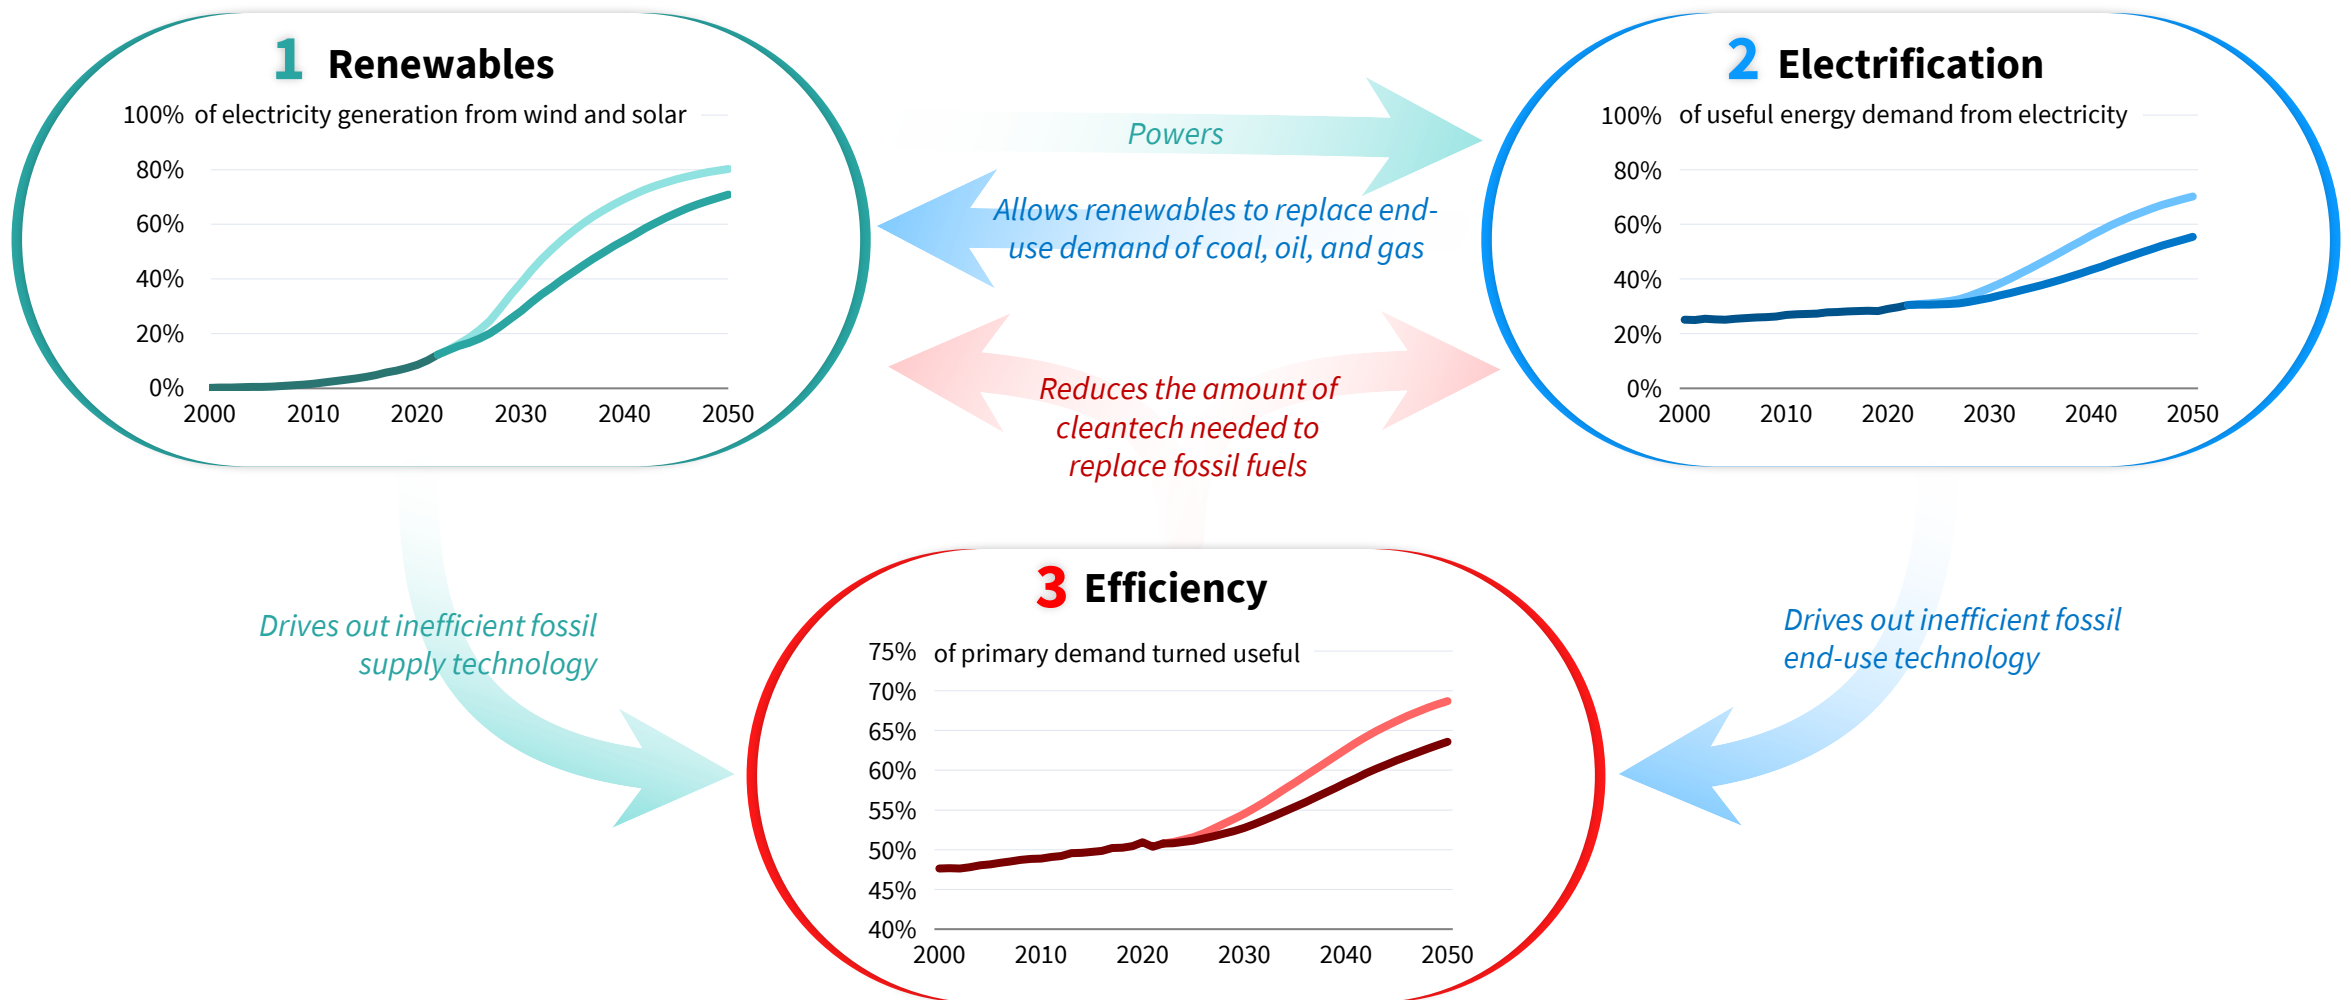 1 Renewables
100% of electricity generation from wind and solar
80%
60%
40%
20%
0%
2000 2010 2020 2030 2040 2050
Powers
Allows renewables to replace end-
use demand of coal, oil, and gas
Reduces the amount of
cleantech needed to
replace fossil fuels
2 Electrification
100% of useful energy demand from electricity
80%
60%
40%
20%
0%
2000 2010 2020 2030 2040 2050
Drives out inefficient fossil
supply technology
3 Efficiency
75% of primary demand turned useful
70%
65%
60%
55%
50%
45%
40%
2000 2010 2020 2030 2040 2050
Drives out inefficient fossil
end-use technology